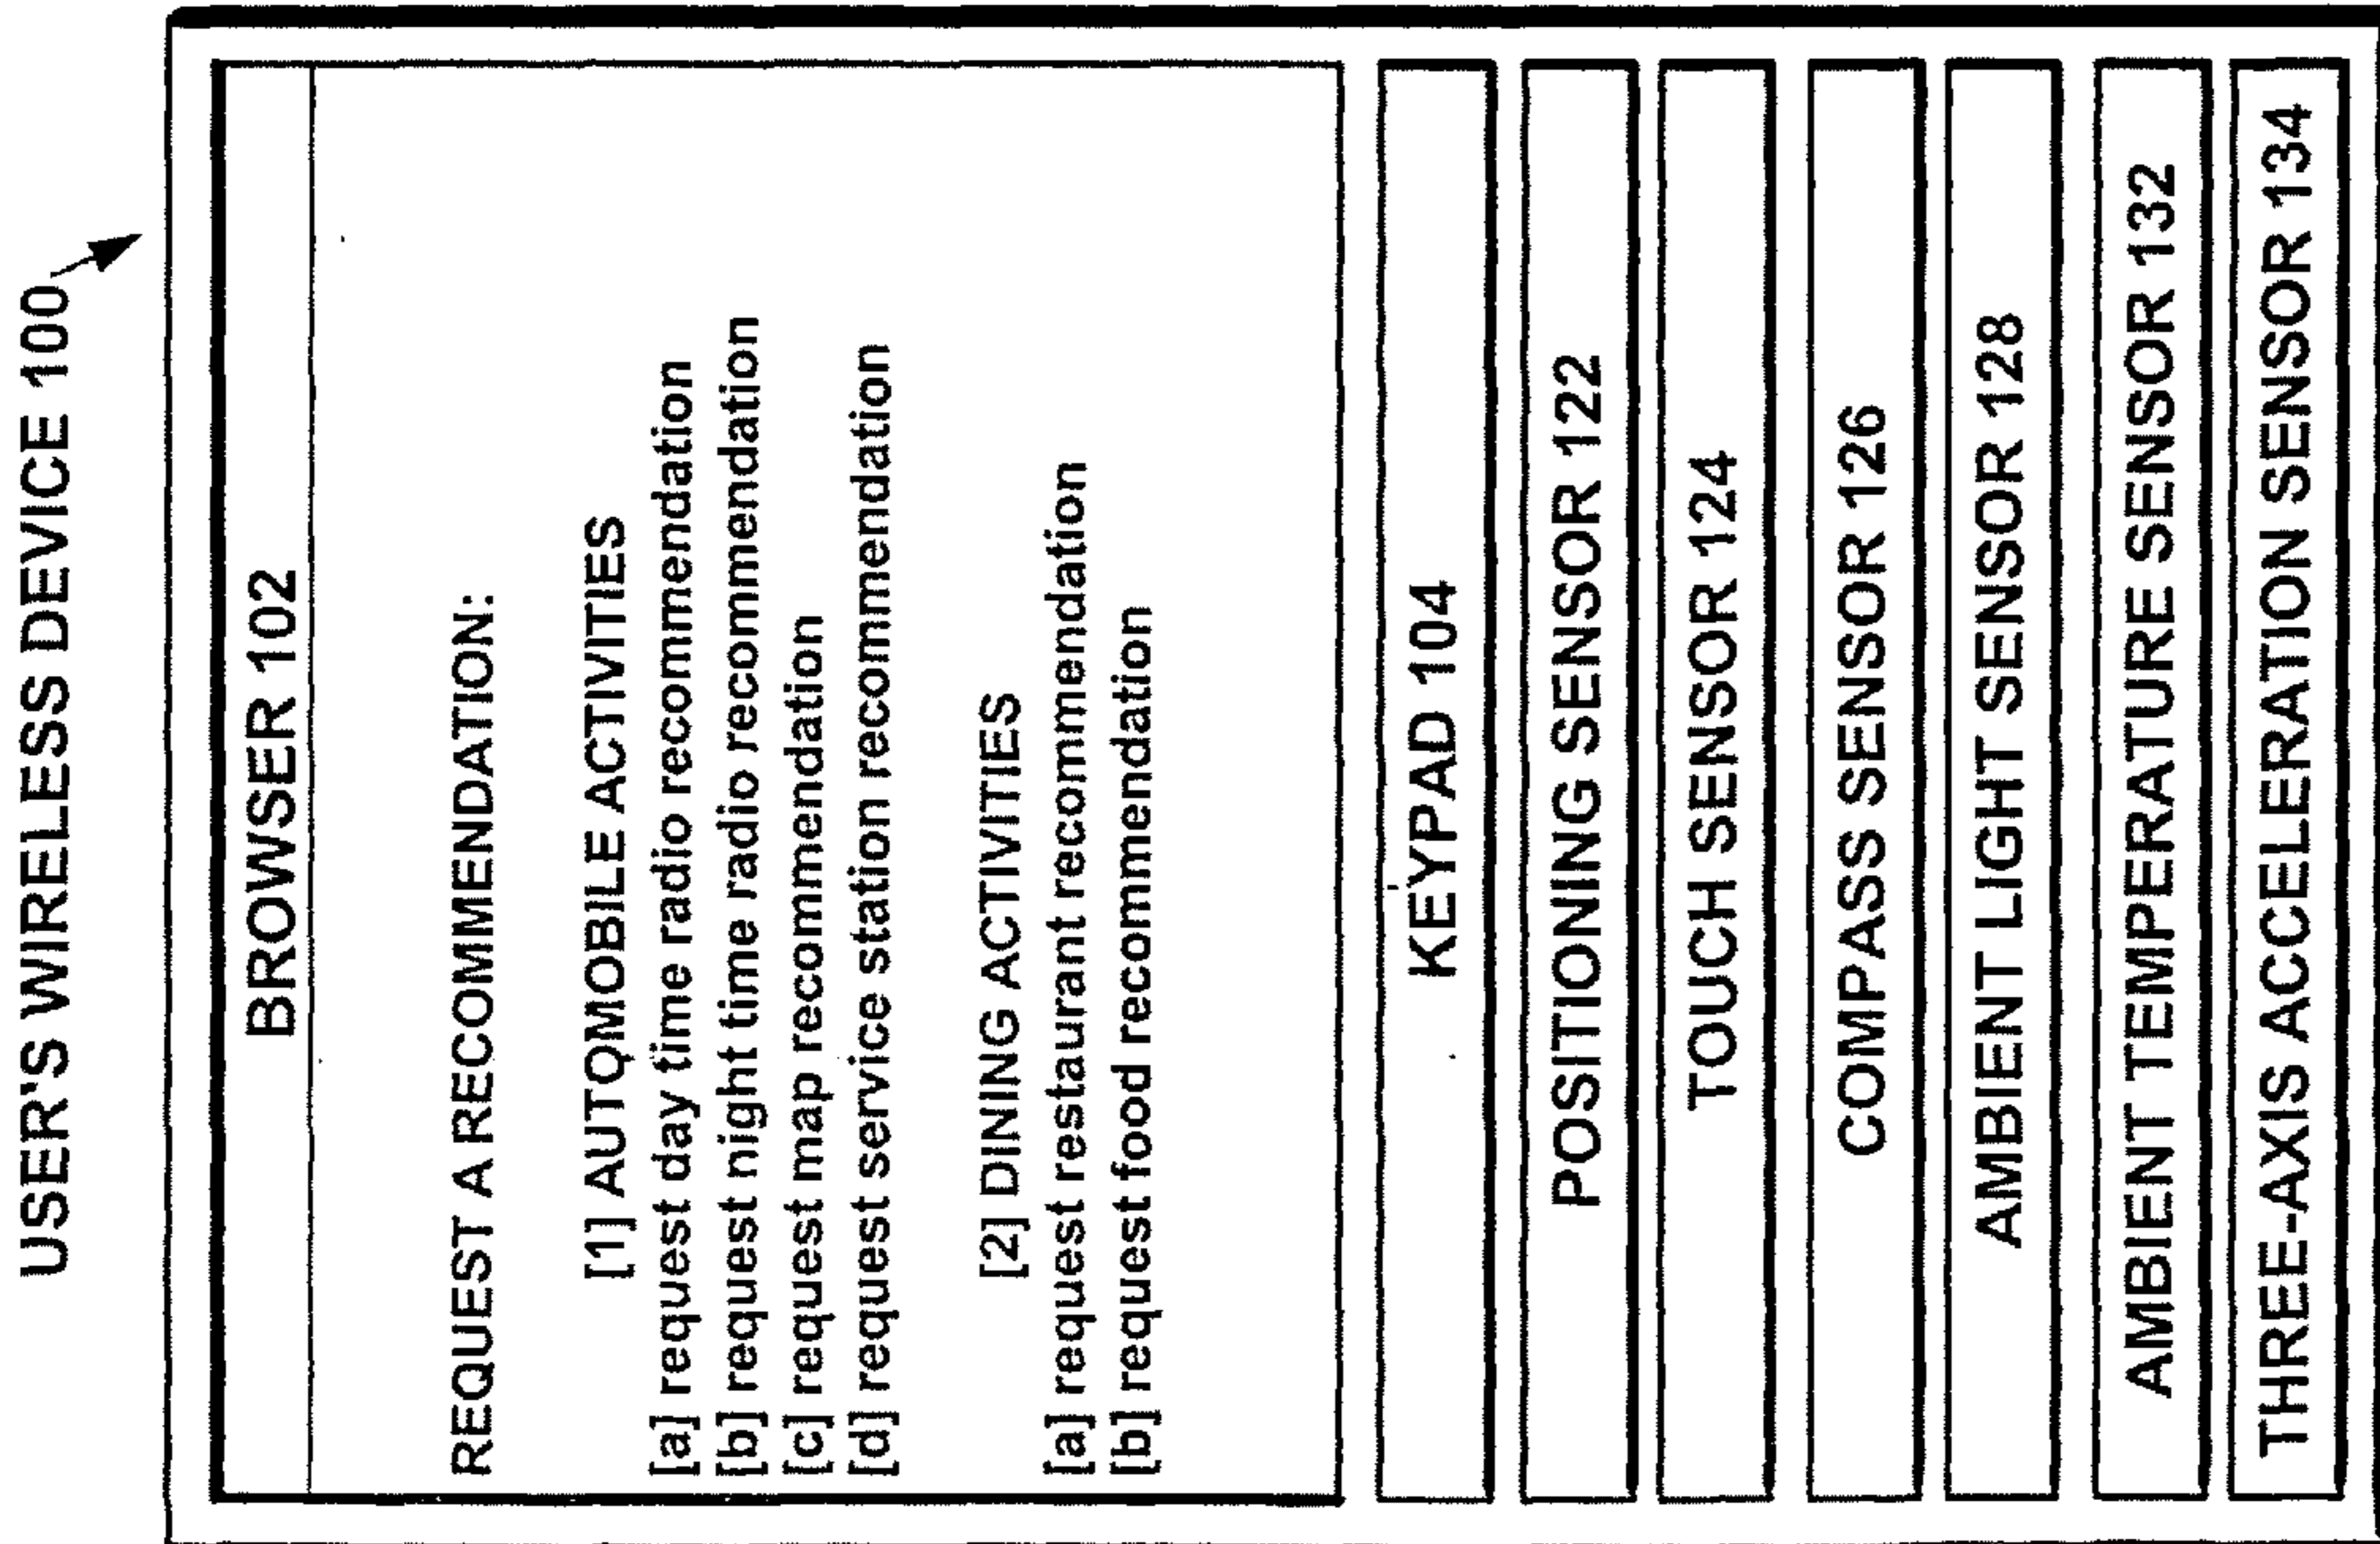 USER'S WIRELESS DEVICE 100
BROWSER 102
REQUEST A RECOMMENDATION:
[1] AUTOMOBILE ACTIVITIES
[a] request day time radio recommendation
[b] request night time radio recommendation
[c] request map recommendation
[d] request service station recommendation
[2] DINING ACTIVITIES
[a] request restaurant recommendation
[b] request food recommendation
KEYPAD 104
POSITIONING SENSOR 122
TOUCH SENSOR 124
COMPASS SENSOR 126
AMBIENT LIGHT SENSOR 128
AMBIENT TEMPERATURE SENSOR 132
THREE-AXIS ACCELERATION SENSOR 134